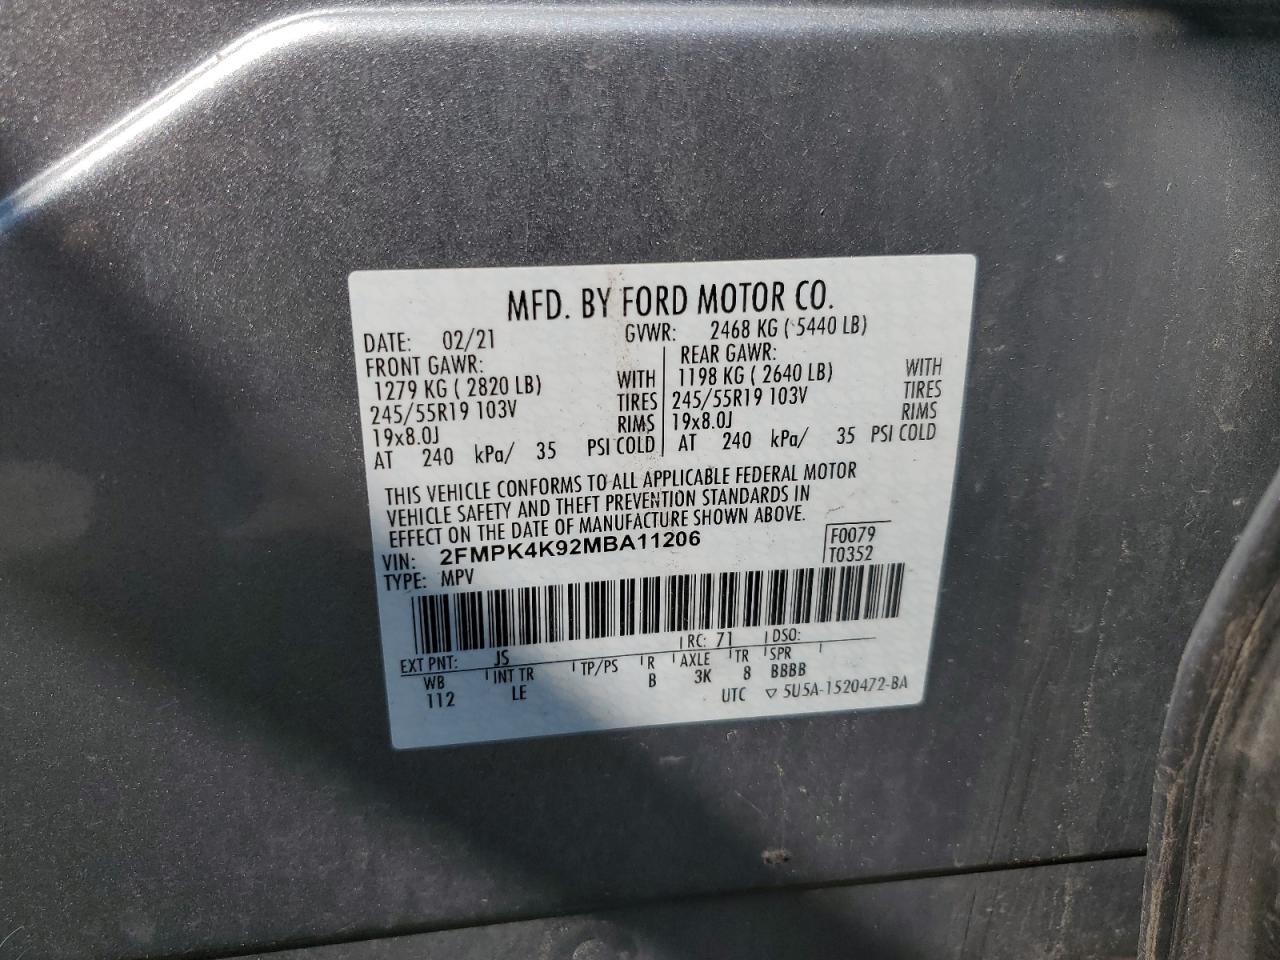 MFD. BY FORD MOTOR CO.
DATE: 02/21 GVWR: 2468 KG ( 5440 LB)
FRONT GAWR: REAR GAWR:
1279 KG ( 2820 LB) WITH 1198 KG ( 2640 LB) WITH
245/55R19 103V TIRES 245/55R19 103V TIRES
19x8.0J RIMS 19x8.0J RIMS
AT 240 kPa/ 35 PSI COLD AT 240 kPa/ 35 PSI COLD
THIS VEHICLE CONFORMS TO ALL APPLICABLE FEDERAL MOTOR
VEHICLE SAFETY AND THEFT PREVENTION STANDARDS IN
EFFECT ON THE DATE OF MANUFACTURE SHOWN ABOVE.
VIN: 2FMPK4K92MBA11206 F0079
TYPE: MPV T0352
EXT PNT: JS RC: 71 DSO:
WB INT TR TP/PS R AXLE TR SPR
112 LE B 3K 8 BBBB
UTC ▽ 5U5A-1520472-BA